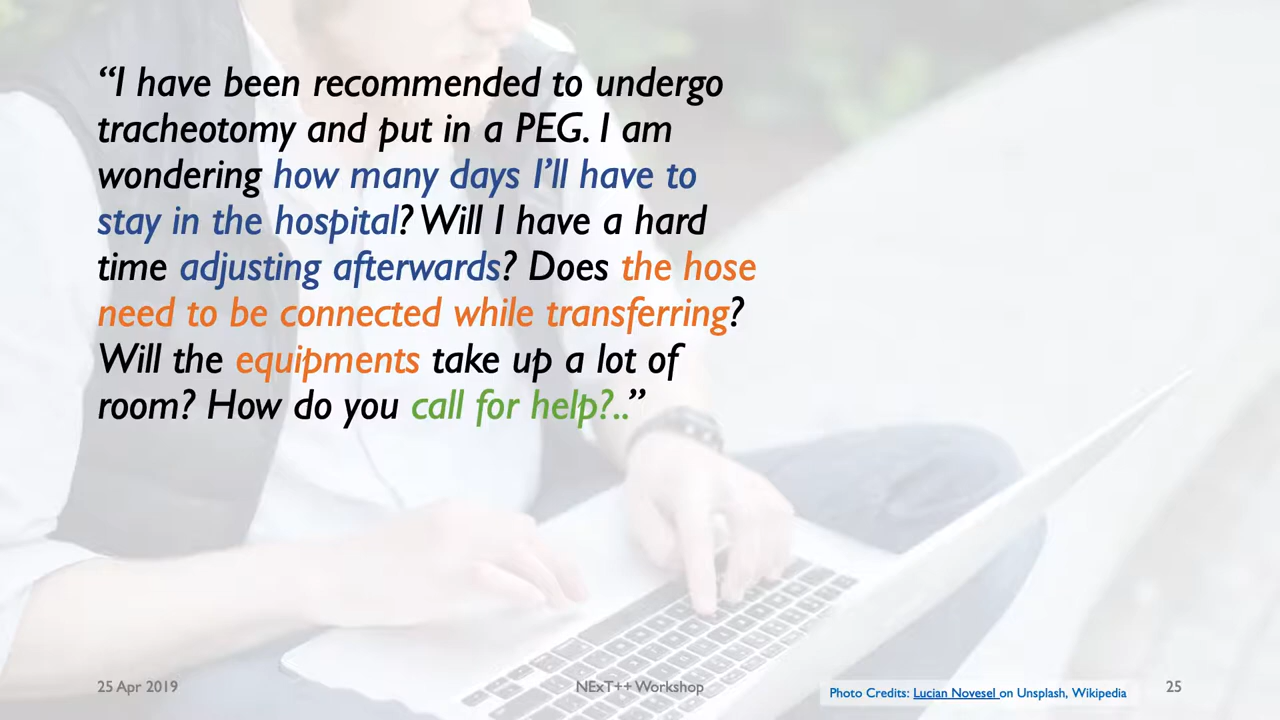 “I have been recommended to undergo
tracheotomy and put in a PEG. I am
wondering how many days I’ll have to
stay in the hospital? Will I have a hard
time adjusting afterwards? Does the hose
need to be connected while transferring?
Will the equipments take up a lot of
room? How do you call for help?..”
25 Apr 2019
NExT++ Workshop
Photo Credits: Lucian Novesel on Unsplash, Wikipedia
25